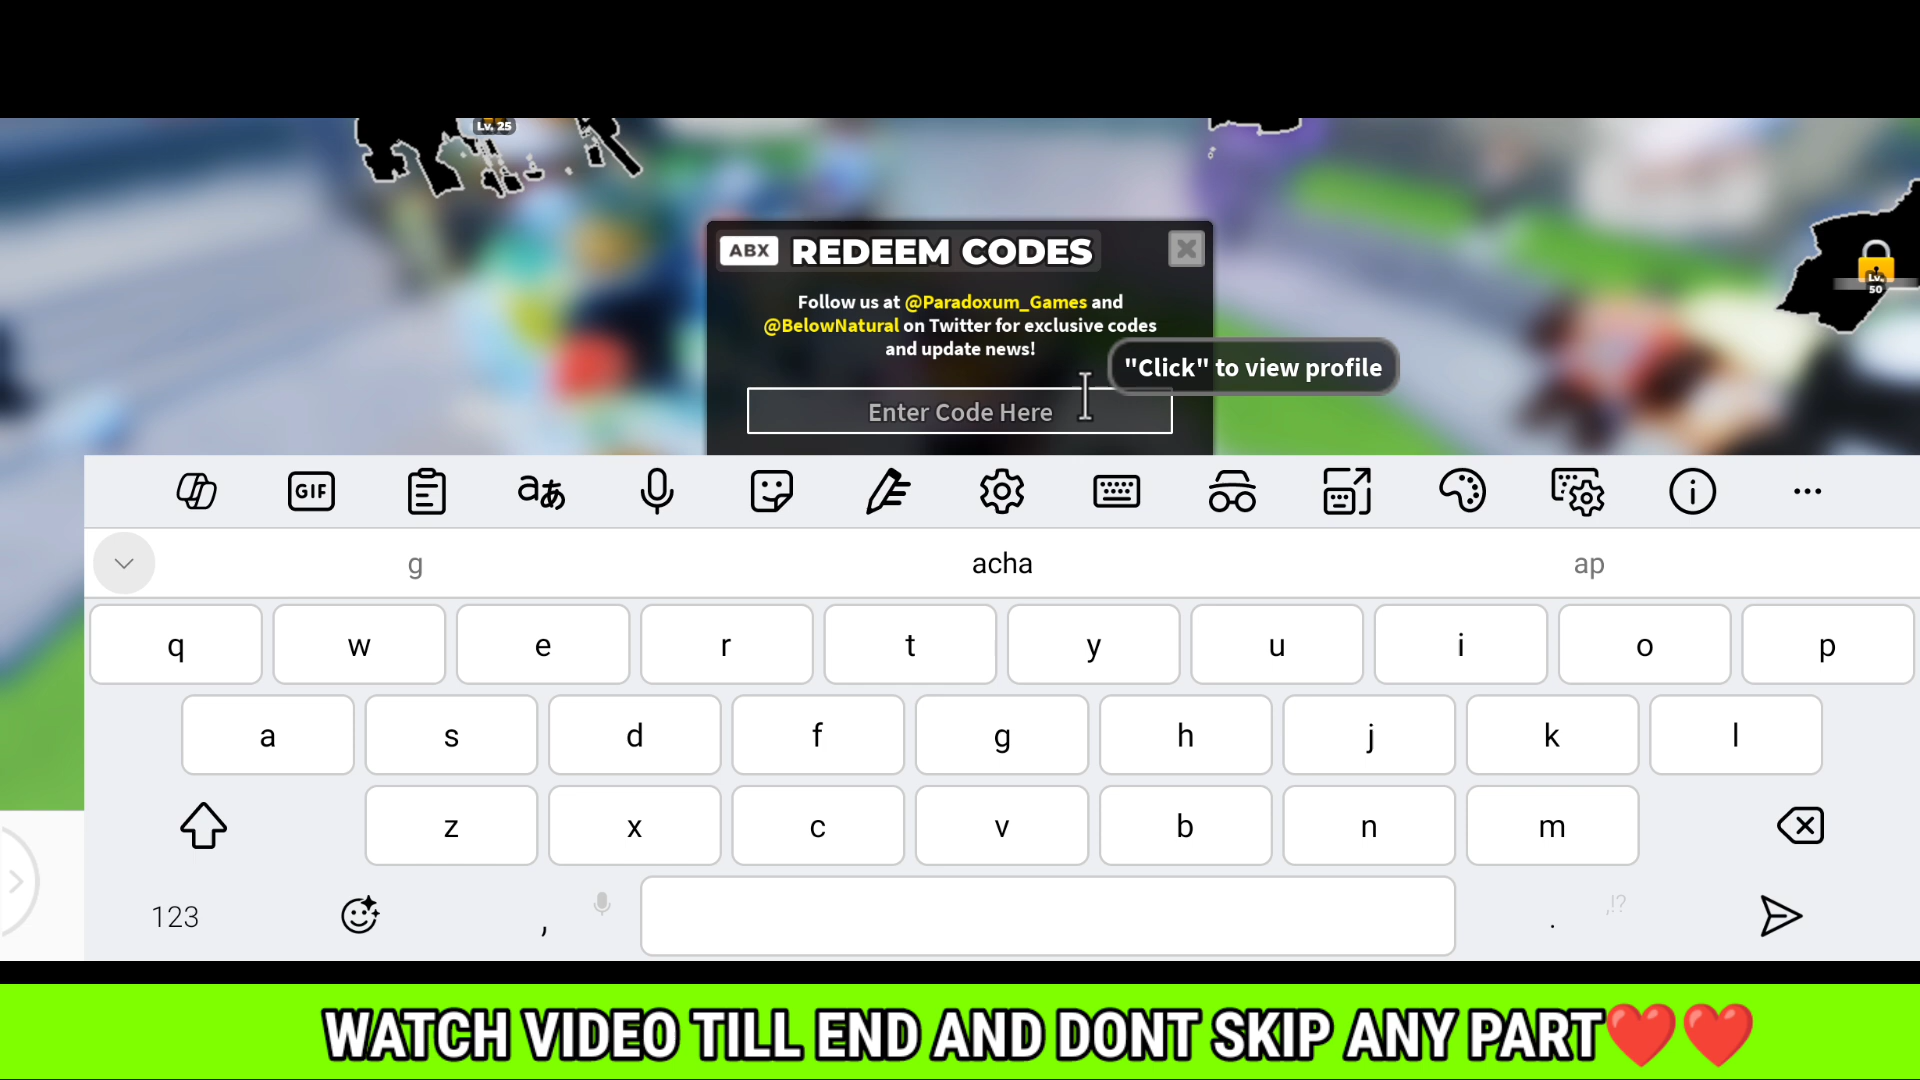 Lv. 25
ABX REDEEM CODES
Follow us at @Paradoxum_Games and
@BelowNatural on Twitter for exclusive codes
and update news!
"Click" to view profile
Enter Code Here
Lv.
50
GIF
aあ
g acha ap
q w e r t y u i o p
a s d f g h j k l
z x c v b n m
123 , . ,!?
WATCH VIDEO TILL END AND DONT SKIP ANY PART❤️❤️